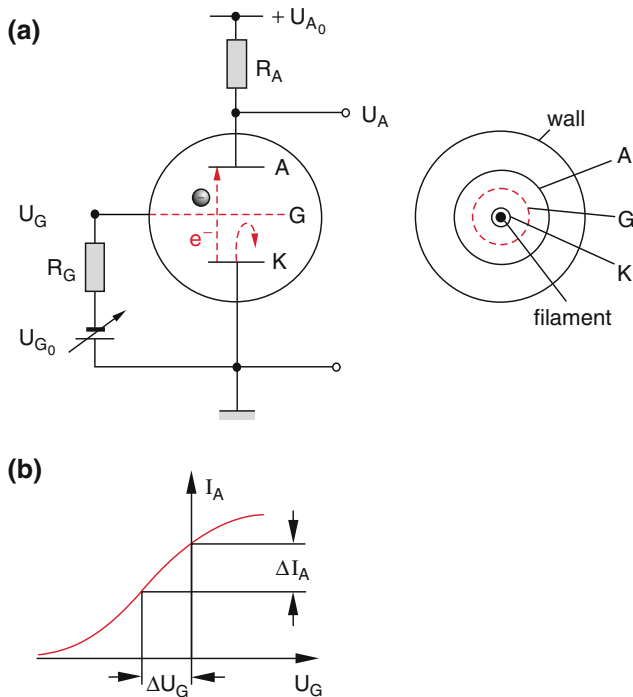 (a)
+ U_A₀
R_A
U_A
wall
A
A
U_G
G
G
e⁻
K
K
R_G
U_G₀
−
filament
(b)
I_A
ΔI_A
ΔU_G
U_G